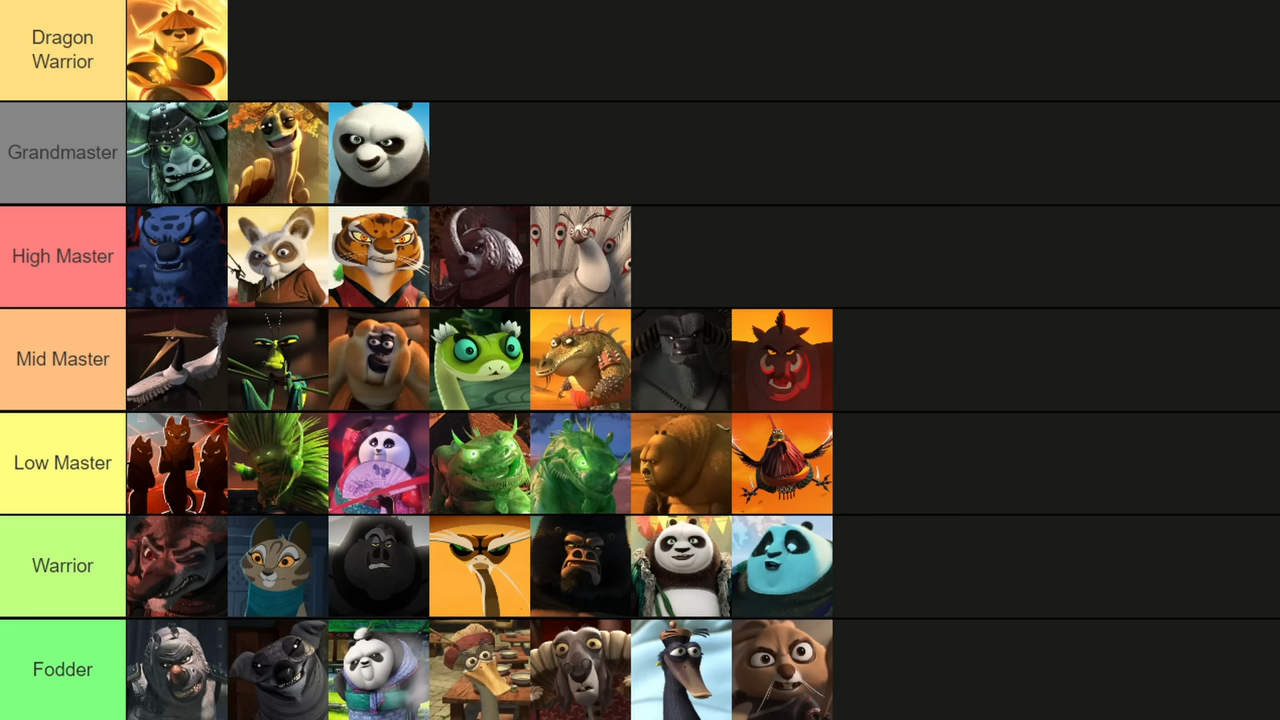 Dragon
Warrior
Grandmaster
High Master
Mid Master
Low Master
Warrior
Fodder